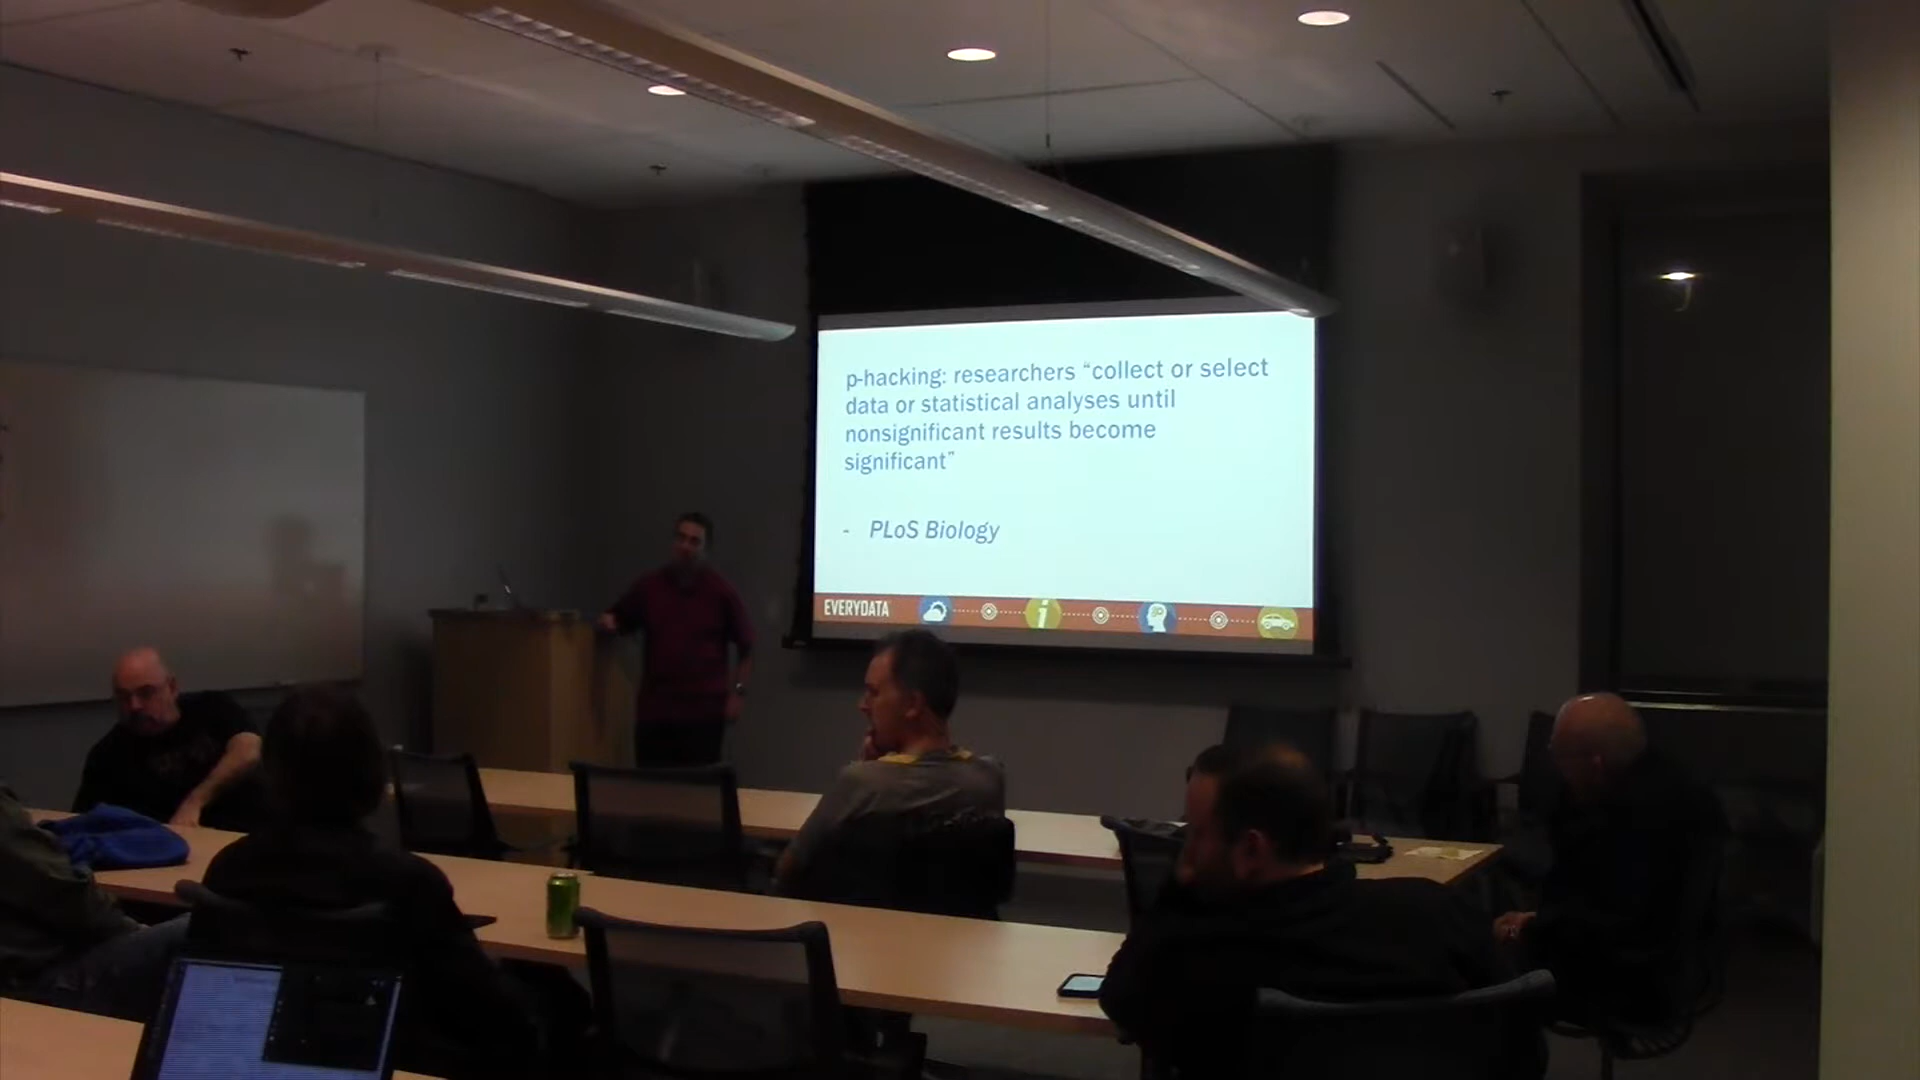 p-hacking: researchers “collect or select
data or statistical analyses until
nonsignificant results become
significant”
- PLoS Biology
EVERYDATA
i